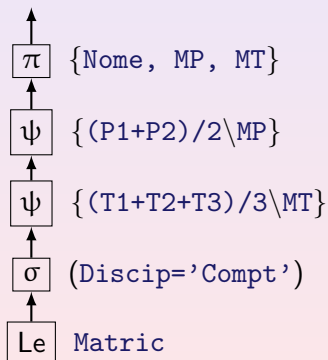 π {Nome, MP, MT}
ψ {(P1+P2)/2\MP}
ψ {(T1+T2+T3)/3\MT}
σ (Discip='Compt')
Le Matric